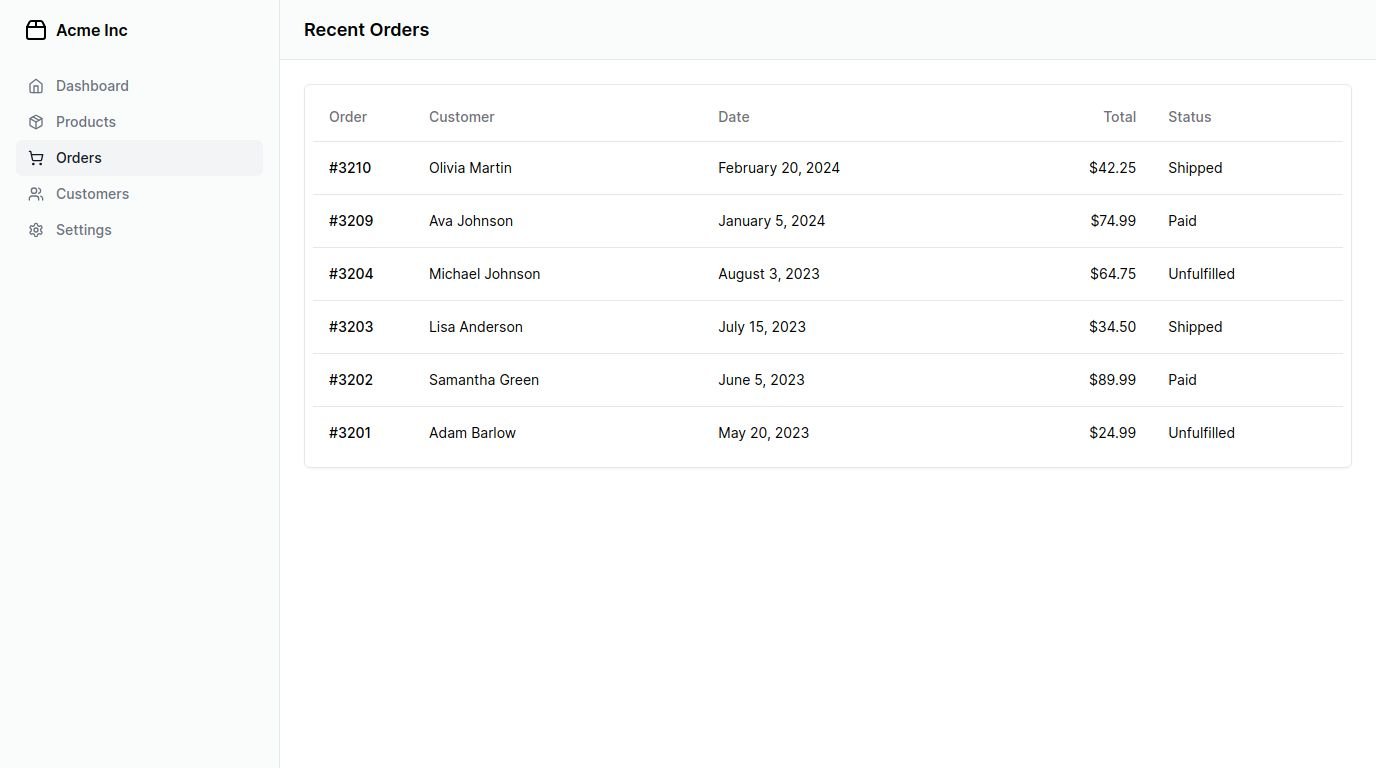 Acme Inc
Dashboard
Products
Orders
Customers
Settings
Recent Orders
Order Customer Date Total Status
#3210 Olivia Martin February 20, 2024 $42.25 Shipped
#3209 Ava Johnson January 5, 2024 $74.99 Paid
#3204 Michael Johnson August 3, 2023 $64.75 Unfulfilled
#3203 Lisa Anderson July 15, 2023 $34.50 Shipped
#3202 Samantha Green June 5, 2023 $89.99 Paid
#3201 Adam Barlow May 20, 2023 $24.99 Unfulfilled